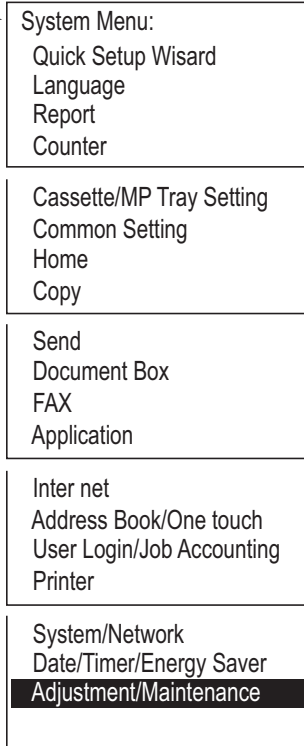 System Menu:
Quick Setup Wisard
Language
Report
Counter
Cassette/MP Tray Setting
Common Setting
Home
Copy
Send
Document Box
FAX
Application
Inter net
Address Book/One touch
User Login/Job Accounting
Printer
System/Network
Date/Timer/Energy Saver
Adjustment/Maintenance